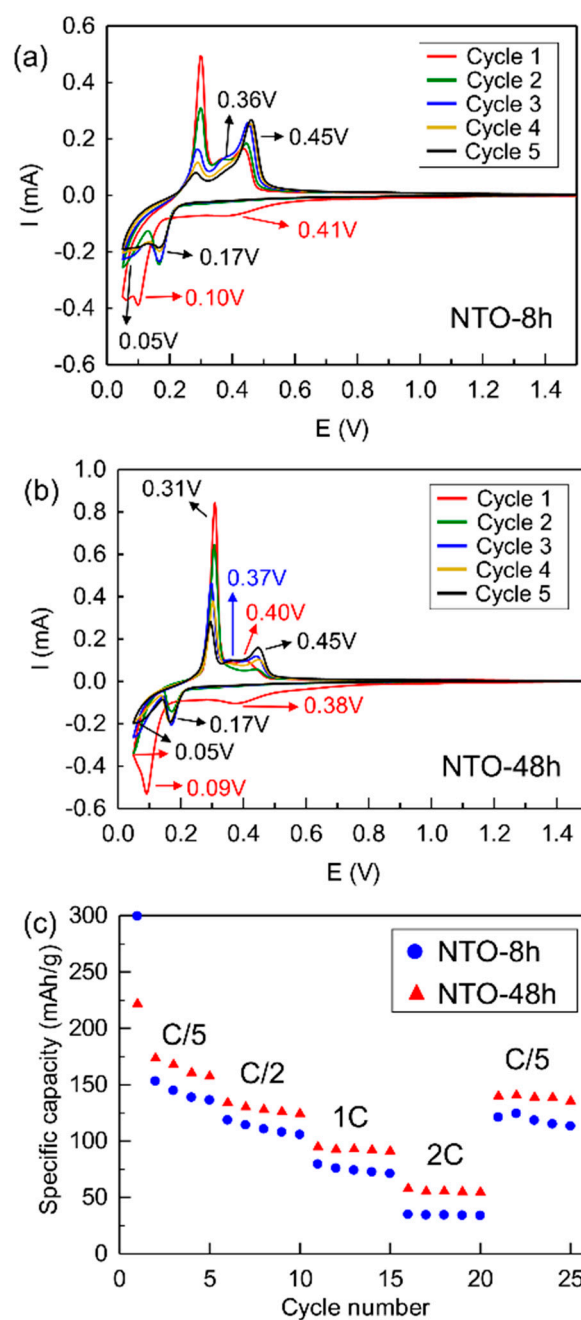 (a)
Cycle 1
Cycle 2
Cycle 3
Cycle 4
Cycle 5
0.36V
0.45V
0.41V
0.17V
0.10V
0.05V
NTO-8h
I (mA)
0.6
0.4
0.2
0.0
-0.2
-0.4
-0.6
0.0 0.2 0.4 0.6 0.8 1.0 1.2 1.4
E (V)
(b)
Cycle 1
Cycle 2
Cycle 3
Cycle 4
Cycle 5
0.31V
0.37V
0.40V
0.45V
0.38V
0.17V
0.05V
0.09V
NTO-48h
I (mA)
1.0
0.8
0.6
0.4
0.2
0.0
-0.2
-0.4
-0.6
0.0 0.2 0.4 0.6 0.8 1.0 1.2 1.4
E (V)
(c)
NTO-8h
NTO-48h
C/5
C/2
1C
2C
C/5
Specific capacity (mAh/g)
300
250
200
150
100
50
0
0 5 10 15 20 25
Cycle number